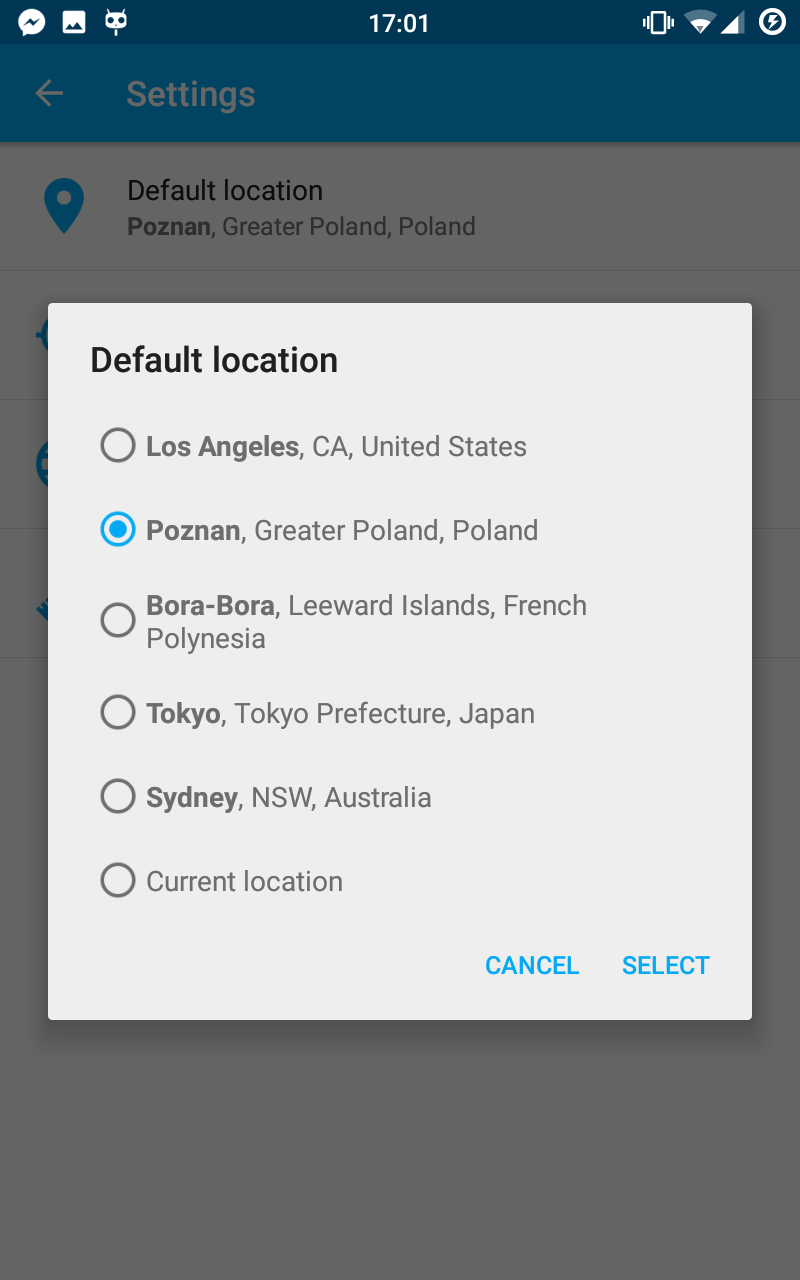 17:01
Settings
Default location
Poznan, Greater Poland, Poland
Default location
Los Angeles, CA, United States
Poznan, Greater Poland, Poland
Bora-Bora, Leeward Islands, French
Polynesia
Tokyo, Tokyo Prefecture, Japan
Sydney, NSW, Australia
Current location
CANCEL SELECT